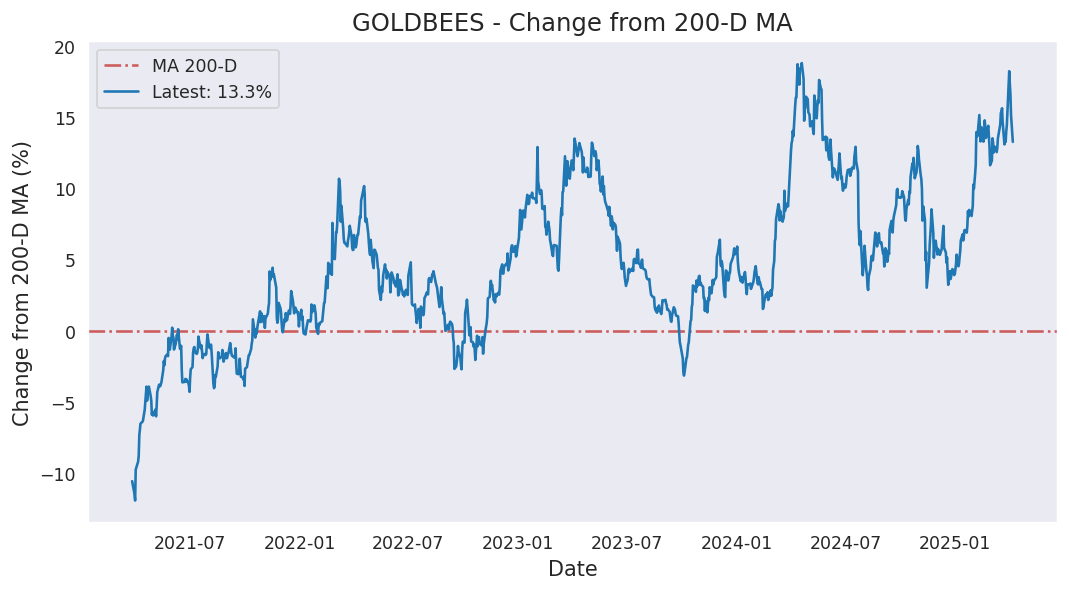 GOLDBEES - Change from 200-D MA
MA 200-D
Latest: 13.3%
Change from 200-D MA (%)
20
15
10
5
0
−5
−10
2021-07 2022-01 2022-07 2023-01 2023-07 2024-01 2024-07 2025-01
Date